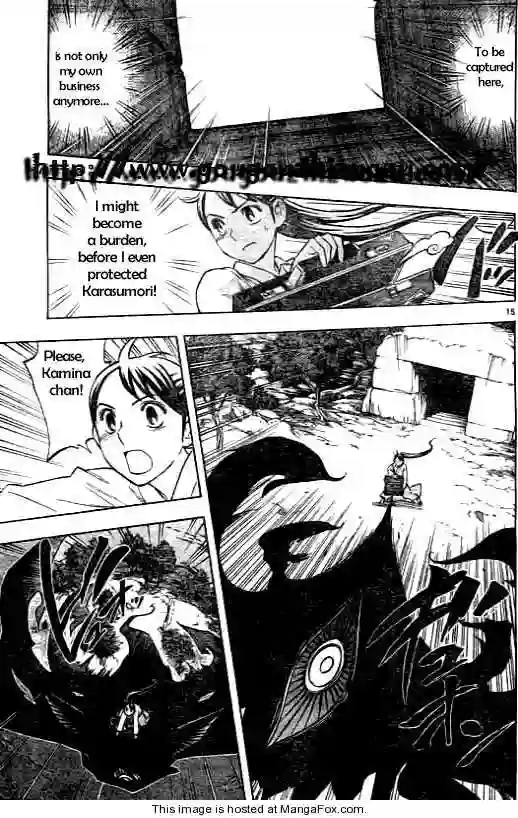 To be
captured
here,
is not only
my own
business
anymore...
I might
become
a burden,
before I even
protected
Karasumori!
15
Please,
Kamina
chan!
This image is hosted at MangaFox.com.